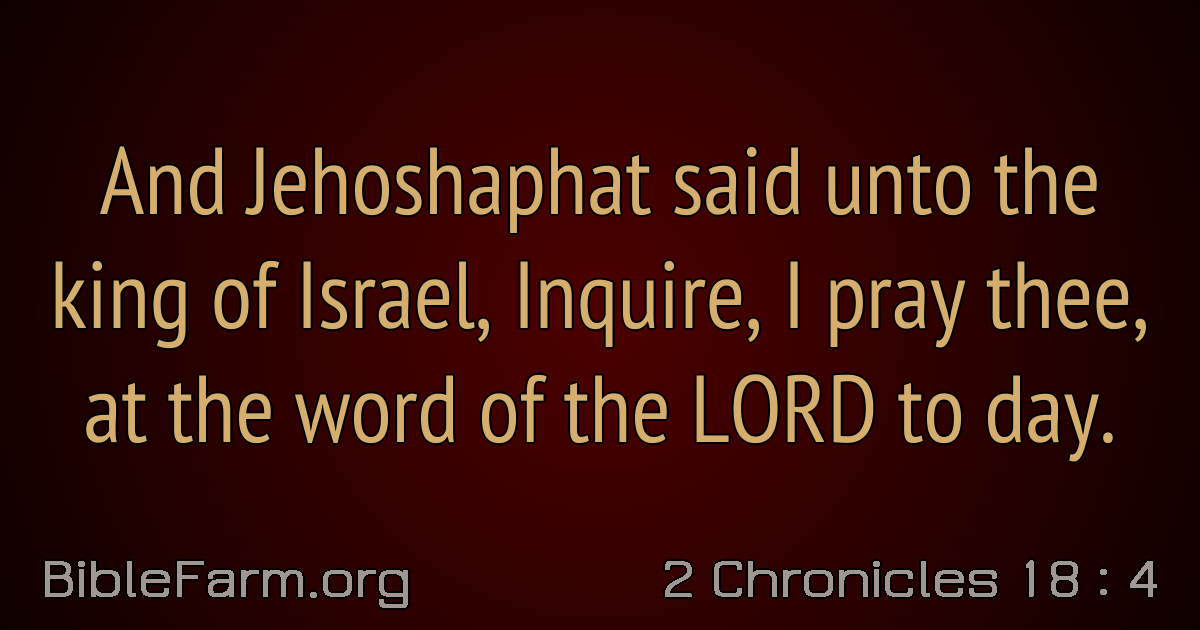 And Jehoshaphat said unto the
king of Israel, Inquire, I pray thee,
at the word of the LORD to day.
BibleFarm.org
2 Chronicles 18 : 4